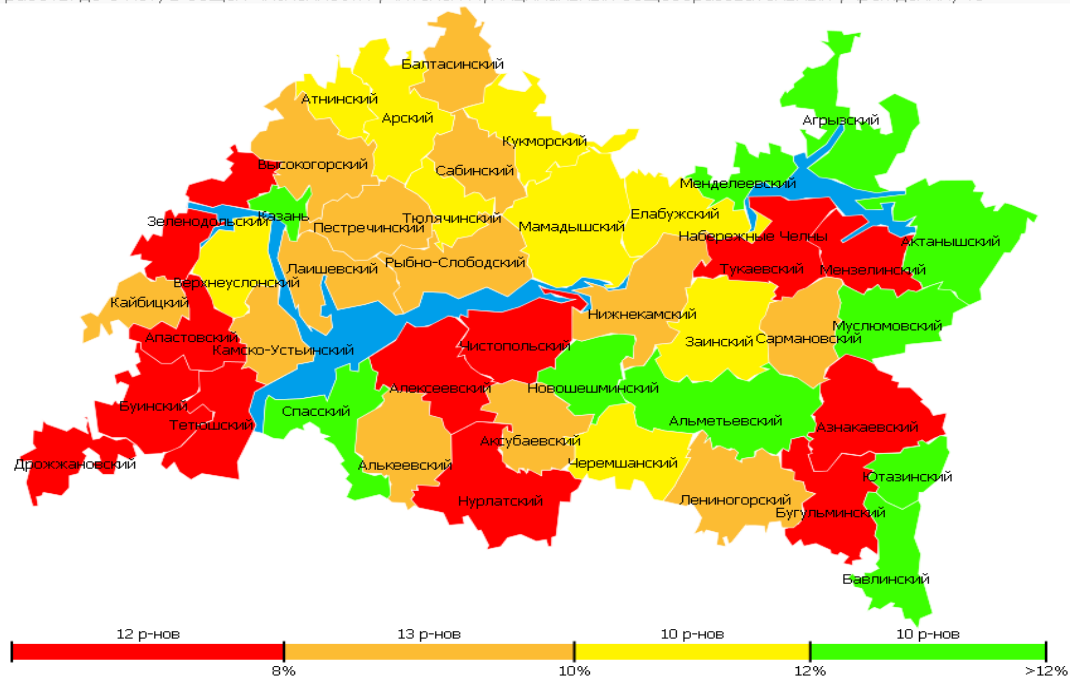 Балтасинский
Атнинский
Арский
Агрызский
Кукморский
Высокогорский
Сабинский
Менделеевский
Зеленодольский
Казань
Тюлячинский
Елабужский
Пестречинский
Мамадышский
Набережные Челны
Актанышский
Рыбно-Слободский
Лаишевский
Тукаевский
Мензелинский
Верхнеуслонский
Кайбицкий
Нижнекамский
Муслюмовский
Апастовский
Заинский
Сармановский
Камско-Устьинский
Чистопольский
Алексеевский
Новошешминский
Буинский
Спасский
Тетюшский
Альметьевский
Азнакаевский
Аксубаевский
Дрожжановский
Алькеевский
Черемшанский
Ютазинский
Нурлатский
Лениногорский
Бугульминский
Бавлинский
12 р-нов
13 р-нов
10 р-нов
10 р-нов
8%
10%
12%
>12%